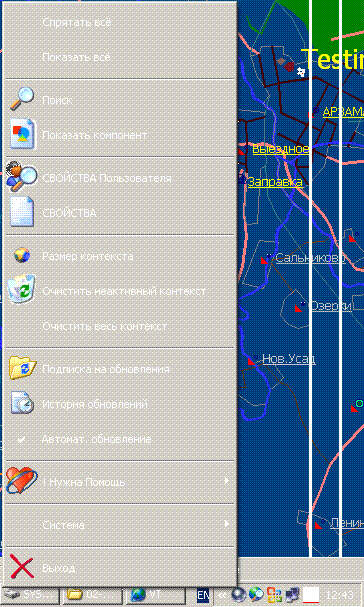 Спрятать всё
Показать всё
Поиск
Показать компонент
СВОЙСТВА Пользователя
СВОЙСТВА
Размер контекста
Очистить неактивный контекст
Очистить весь контекст
Подписка на обновления
История обновлений
Автомат. обновление
! Нужна Помощь
Система
Выход
Testin
АРЗАМА
Выездное
Заправка
Сальниково
Озерки
Нов.Усад
Ленин
SYS...
02-...
VT
EN
«
12:43